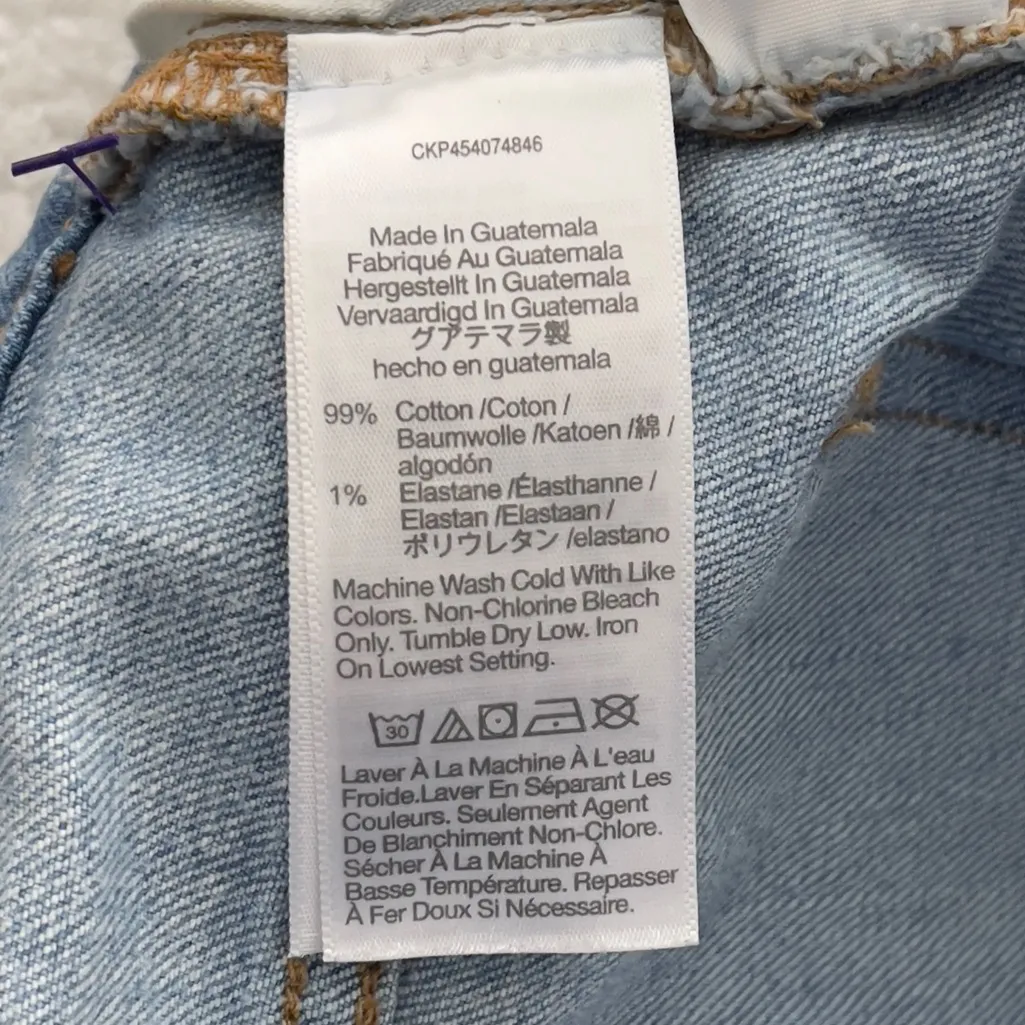 CKP454074846
Made In Guatemala
Fabriqué Au Guatemala
Hergestellt In Guatemala
Vervaardigd In Guatemala
グアテマラ製
hecho en guatemala
99% Cotton /Coton /
Baumwolle /Katoen /綿 /
algodón
1% Elastane /Élasthanne /
Elastan /Elastaan /
ポリウレタン /elastano
Machine Wash Cold With Like
Colors. Non-Chlorine Bleach
Only. Tumble Dry Low. Iron
On Lowest Setting.
30
Laver À La Machine À L'eau
Froide.Laver En Séparant Les
Couleurs. Seulement Agent
De Blanchiment Non-Chlore.
Sécher À La Machine À
Basse Température. Repasser
À Fer Doux Si Nécessaire.